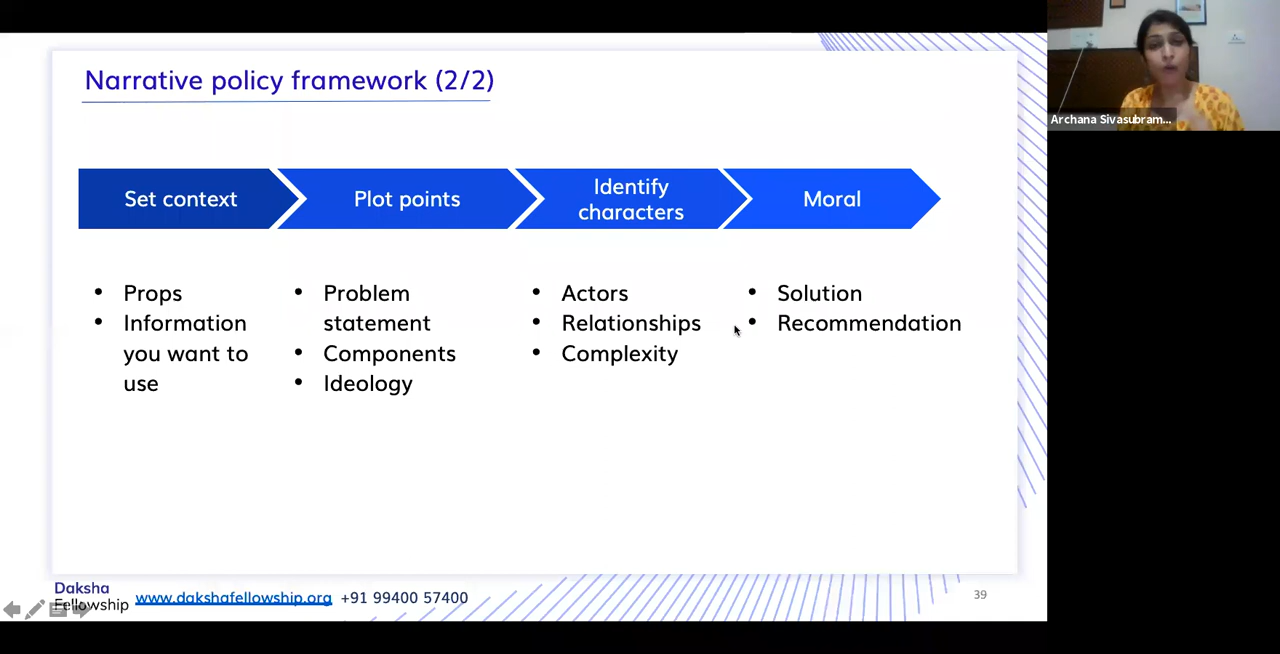 Narrative policy framework (2/2)
Archana Sivasubram...
Set context
Plot points
Identify
characters
Moral
• Props
• Information
you want to
use
• Problem
statement
• Components
• Ideology
• Actors
• Relationships
• Complexity
• Solution
• Recommendation
Daksha
Fellowship
www.dakshafellowship.org
+91 99400 57400
39